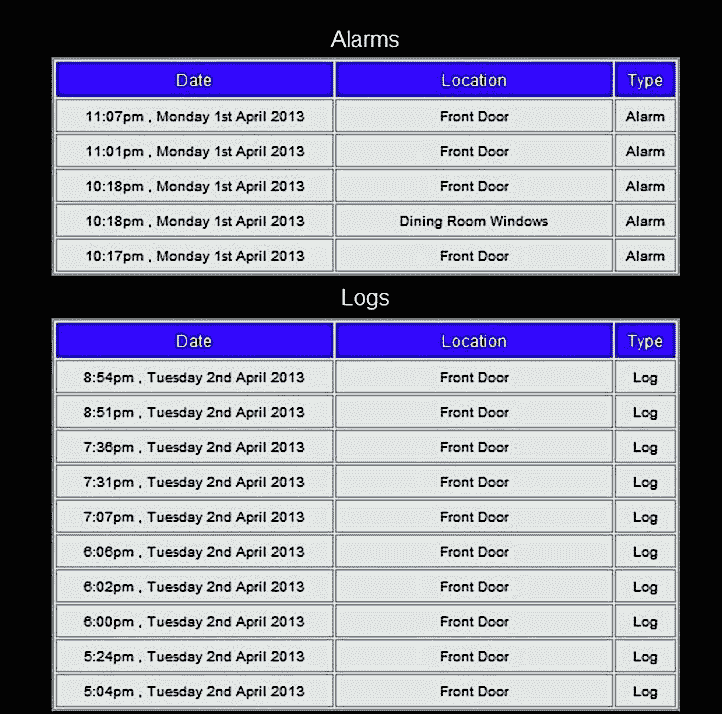 Alarms
Date Location Type
11:07pm , Monday 1st April 2013 Front Door Alarm
11:01pm , Monday 1st April 2013 Front Door Alarm
10:18pm , Monday 1st April 2013 Front Door Alarm
10:18pm , Monday 1st April 2013 Dining Room Windows Alarm
10:17pm , Monday 1st April 2013 Front Door Alarm
Logs
Date Location Type
8:54pm , Tuesday 2nd April 2013 Front Door Log
8:51pm , Tuesday 2nd April 2013 Front Door Log
7:36pm , Tuesday 2nd April 2013 Front Door Log
7:31pm , Tuesday 2nd April 2013 Front Door Log
7:07pm , Tuesday 2nd April 2013 Front Door Log
6:06pm , Tuesday 2nd April 2013 Front Door Log
6:02pm , Tuesday 2nd April 2013 Front Door Log
6:00pm , Tuesday 2nd April 2013 Front Door Log
5:24pm , Tuesday 2nd April 2013 Front Door Log
5:04pm , Tuesday 2nd April 2013 Front Door Log